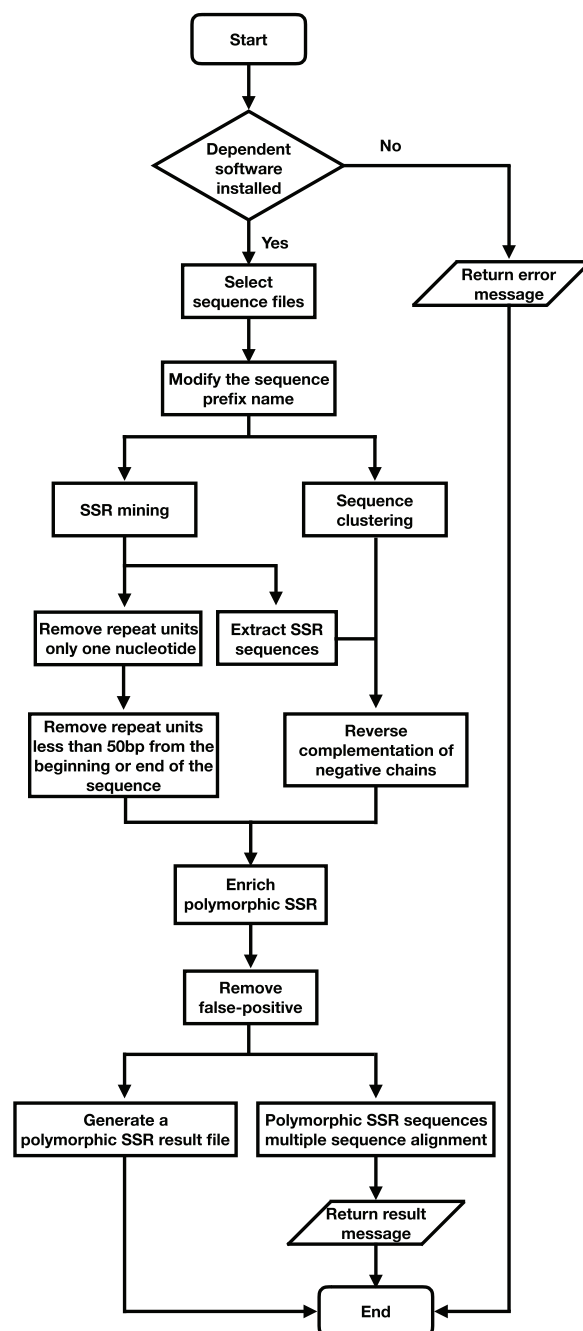 Start
Dependent
software
installed
No
Yes
Return error
message
Select
sequence files
Modify the sequence
prefix name
SSR mining
Sequence
clustering
Remove repeat units
only one nucleotide
Extract SSR
sequences
Remove repeat units
less than 50bp from the
beginning or end of the
sequence
Reverse
complementation of
negative chains
Enrich
polymorphic SSR
Remove
false-positive
Generate a
polymorphic SSR result file
Polymorphic SSR sequences
multiple sequence alignment
Return result
message
End